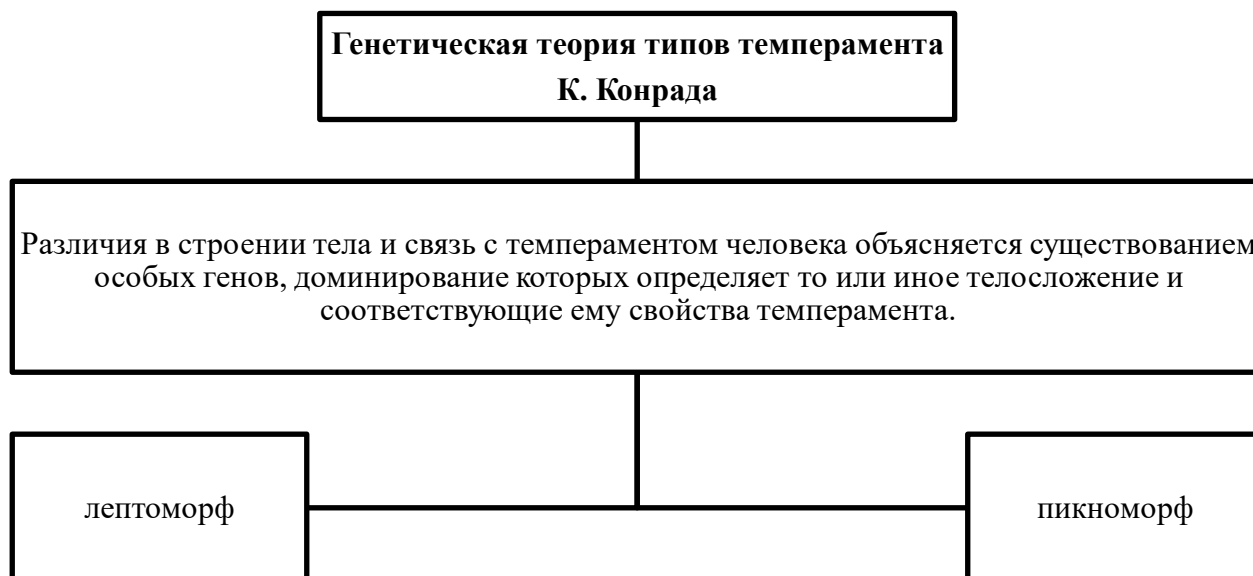 Генетическая теория типов темперамента
К. Конрада
Различия в строении тела и связь с темпераментом человека объясняется существованием
особых генов, доминирование которых определяет то или иное телосложение и
соответствующие ему свойства темперамента.
лептоморф
пикноморф